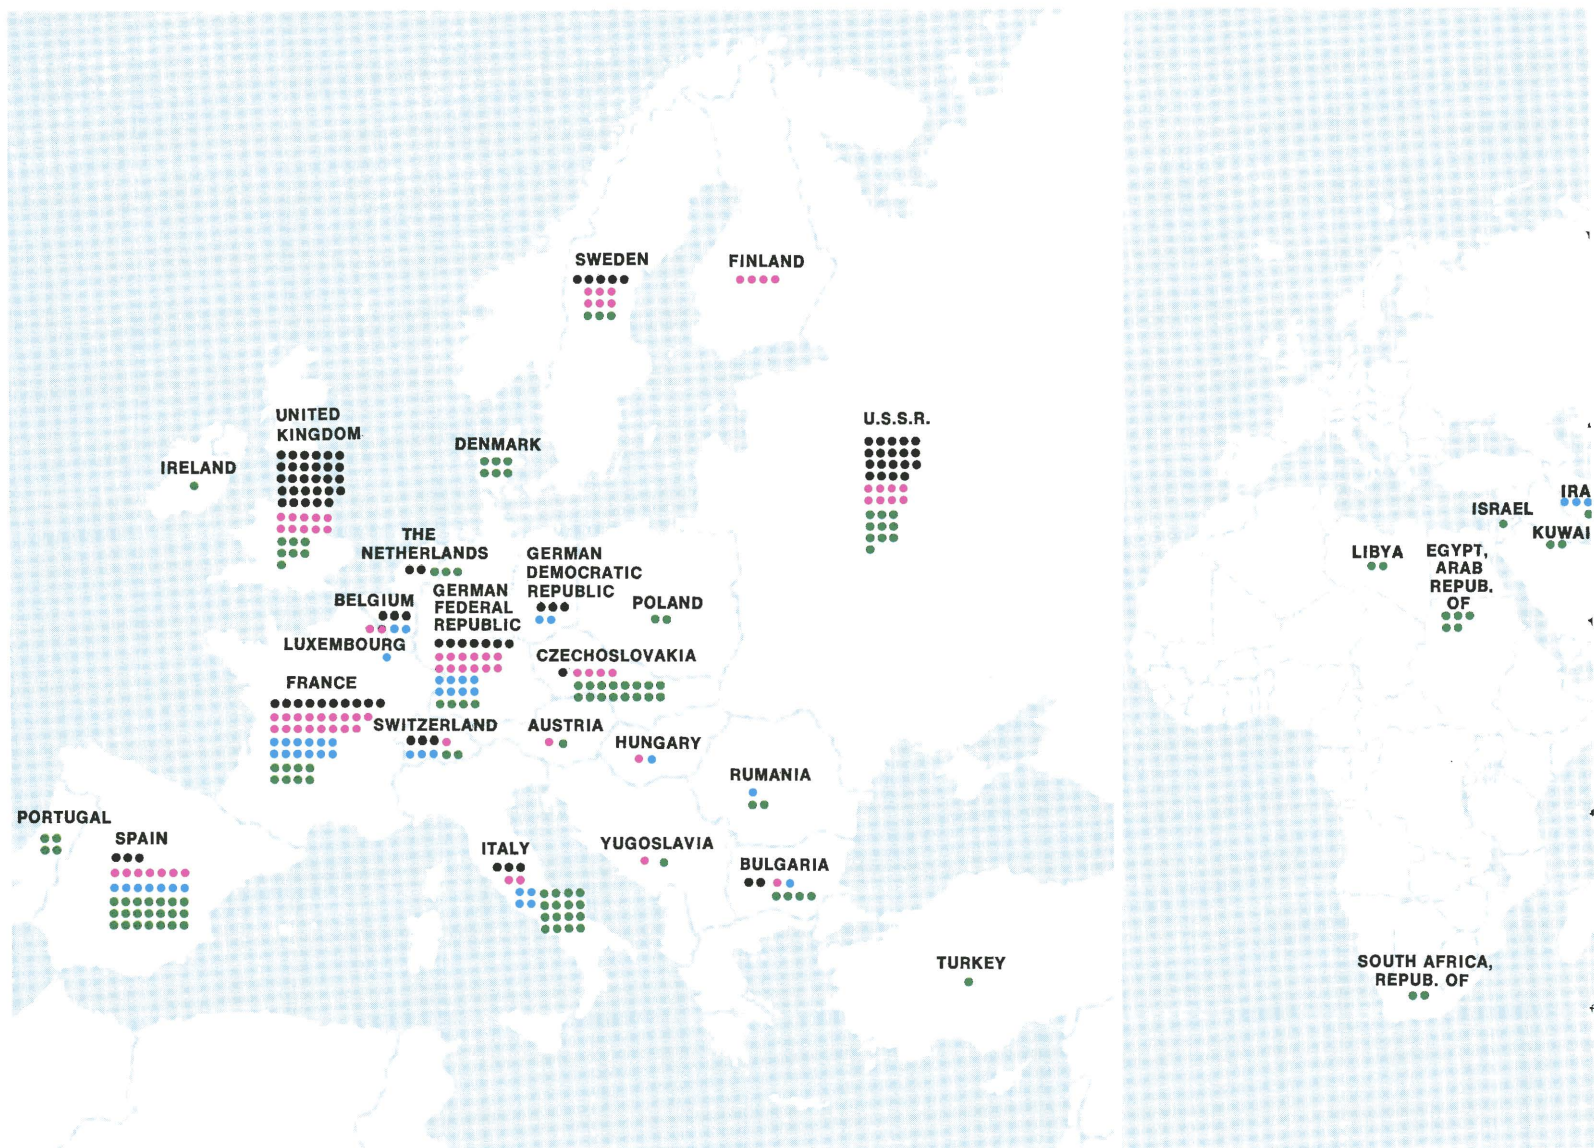 SWEDEN
FINLAND
UNITED
KINGDOM
U.S.S.R.
DENMARK
IRELAND
THE
NETHERLANDS
GERMAN
DEMOCRATIC
REPUBLIC
BELGIUM
GERMAN
FEDERAL
REPUBLIC
POLAND
LUXEMBOURG
CZECHOSLOVAKIA
FRANCE
SWITZERLAND
AUSTRIA
HUNGARY
RUMANIA
PORTUGAL
SPAIN
ITALY
YUGOSLAVIA
BULGARIA
TURKEY
IRA
ISRAEL
KUWAI
LIBYA
EGYPT,
ARAB
REPUB.
OF
SOUTH AFRICA,
REPUB. OF